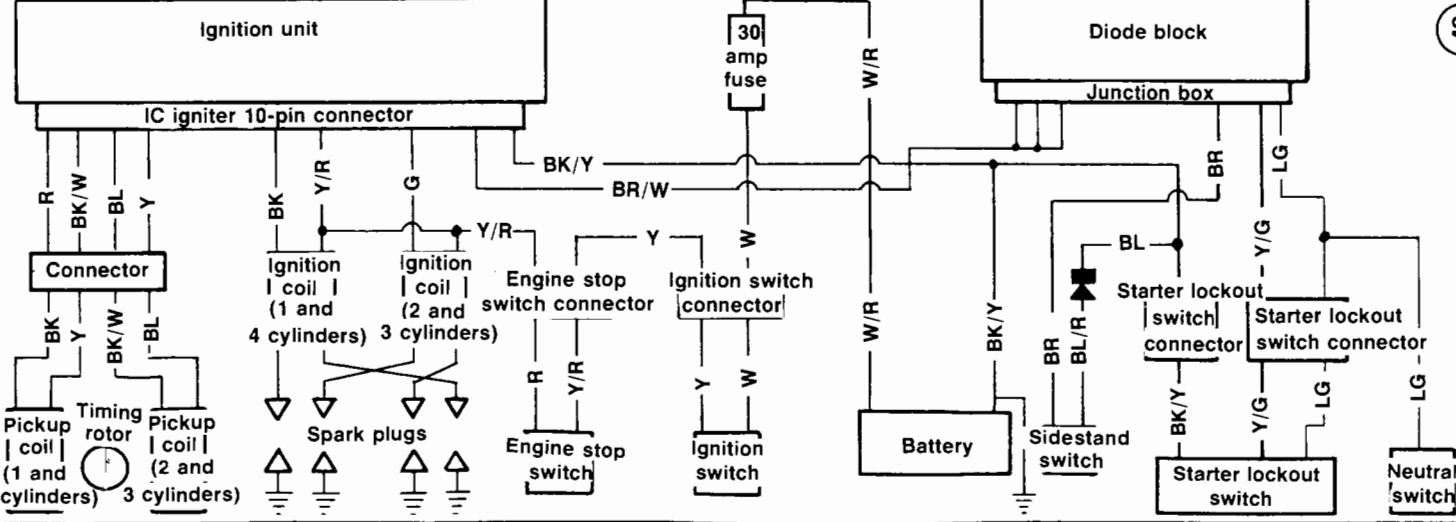 Ignition unit
IC igniter 10-pin connector
30
amp
fuse
Diode block
Junction box
W/R
R
BK/W
BL
Y
BK
Y/R
G
BK/Y
BR/W
BR
LG
Y/R
Y
W
BL
Y/G
Connector
Ignition
coil
(1 and
4 cylinders)
Ignition
coil
(2 and
3 cylinders)
Engine stop
switch connector
Ignition switch
connector
Starter lockout
switch
connector
Starter lockout
switch connector
BK
Y
BK/W
BL
R
Y/R
Y
W
W/R
BK/Y
BR
BL/R
BK/Y
Y/G
LG
LG
Pickup
coil
(1 and
cylinders)
Timing
rotor
Pickup
coil
(2 and
3 cylinders)
Spark plugs
Engine stop
switch
Ignition
switch
Battery
Sidestand
switch
Starter lockout
switch
Neutral
switch